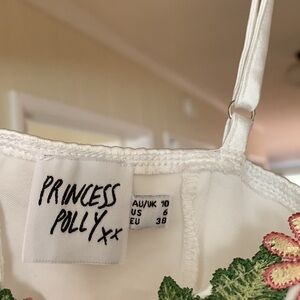 PRINCESS
POLLY xx
AU/UK 10
US 6
EU 38